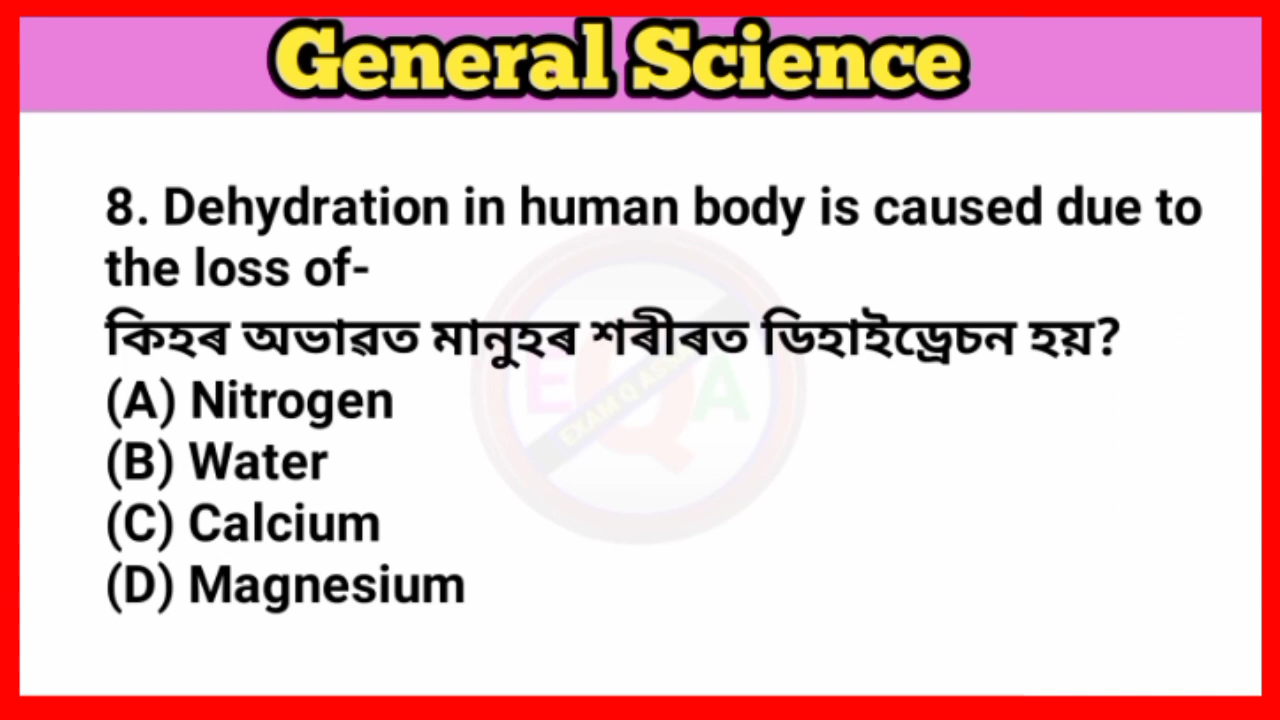 General Science
8. Dehydration in human body is caused due to
the loss of-
কিহৰ অভাৱত মানুহৰ শৰীৰত ডিহাইড্ৰেচন হয়?
(A) Nitrogen
(B) Water
(C) Calcium
(D) Magnesium
EQA